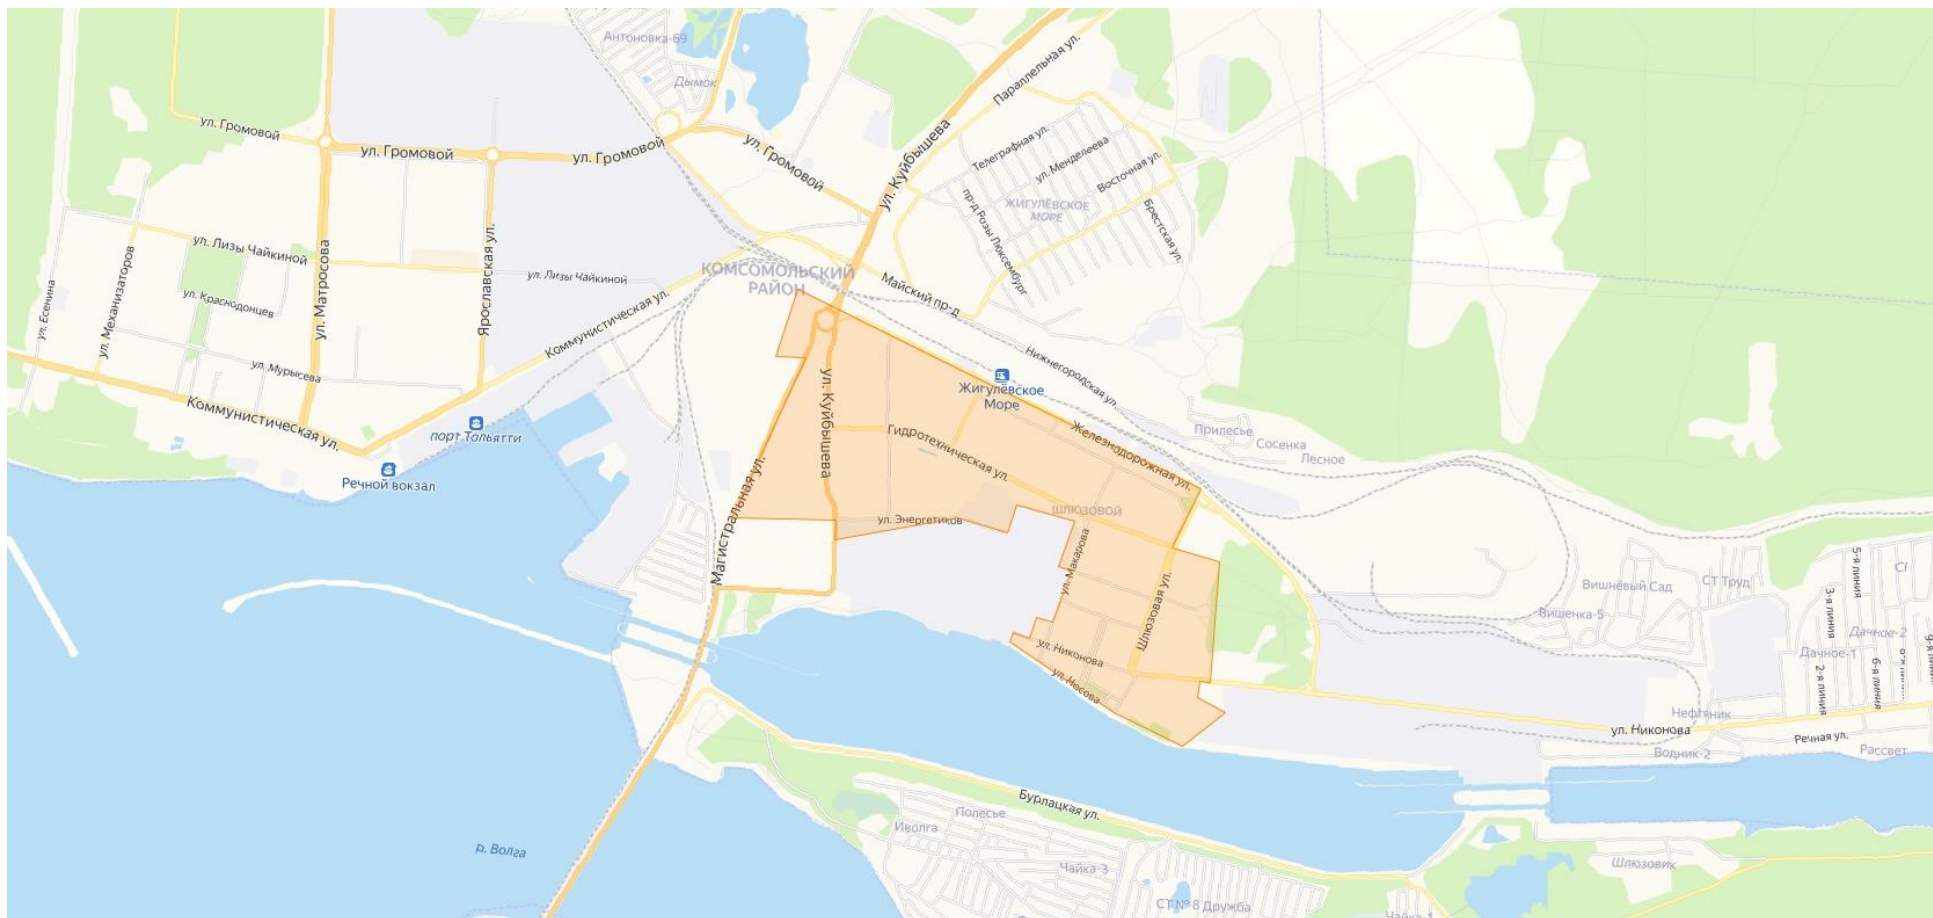 Антоновка-69
Дымок
Параллельная ул.
ул. Громовой
ул. Громовой
ул. Громовой
ул. Громовой
ул. Куйбышева
Телеграфная ул.
ул. Менделеева
Восточная ул.
ЖИГУЛЁВСКОЕ
МОРЕ
пр-д Розы Люксембург
Брестская ул.
ул. Лизы Чайкиной
ул. Лизы Чайкиной
ул. Механизаторов
ул. Матросова
Ярославская ул.
ул. Есенина
ул. Краснодонцев
ул. Мурысева
КОМСОМОЛЬСКИЙ
РАЙОН
Майский пр-д
Коммунистическая ул.
Коммунистическая ул.
Нижнегородская ул.
Жигулёвское
Море
ул. Куйбышева
порт Тольятти
Речной вокзал
Гидротехническая ул.
Железнодорожная ул.
Прилесье
Сосенка
Лесное
Магистральная ул.
ул. Энергетиков
ШЛЮЗОВОЙ
ул. Макарова
Шлюзовая ул.
ул. Никонова
ул. Носова
Вишнёвый Сад
СТ Труд
Вишенка-5
5-я линия
3-я линия
Дачное-2
Дачное-1
2-я линия
6-я линия
Нефтяник
ул. Никонова
Речная ул.
Водник-2
Рассвет
Бурлацкая ул.
Полесье
Иволга
Чайка-3
СТ № 8 Дружба
Шлюзовик
р. Волга